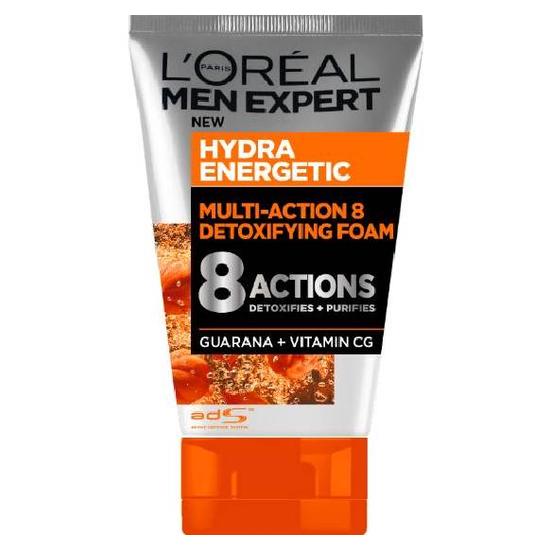 L'ORÉAL
PARIS
MEN EXPERT
NEW
HYDRA
ENERGETIC
MULTI-ACTION 8
DETOXIFYING FOAM
8 ACTIONS
DETOXIFIES + PURIFIES
GUARANA + VITAMIN CG
adS™